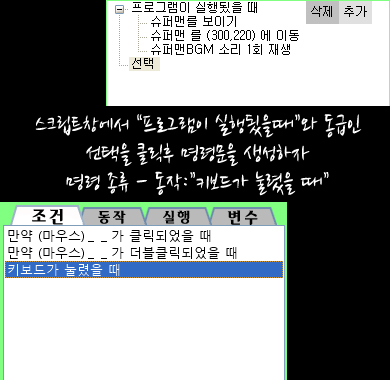 프로그램이 실행됬을 때
슈퍼맨를 보이기
슈퍼맨 를 (300,220) 에 이동
슈퍼맨BGM 소리 1회 재생
선택
삭제 추가
스크립트창에서 "프로그램이 실행됬을때"와 동급인
선택을 클릭후 명령문을 생성하자
명령 종류 - 동작:"키보드가 눌렸을 때"
조건 동작 실행 변수
만약 (마우스)_ _ 가 클릭되었을 때
만약 (마우스)_ _ 가 더블클릭되었을 때
키보드가 눌렸을 때